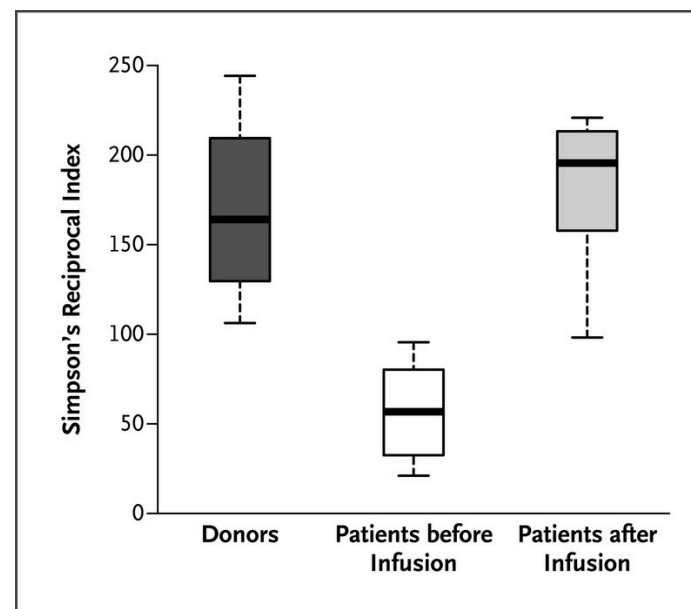 Simpson's Reciprocal Index
250
200
150
100
50
0
Donors
Patients before
Infusion
Patients after
Infusion